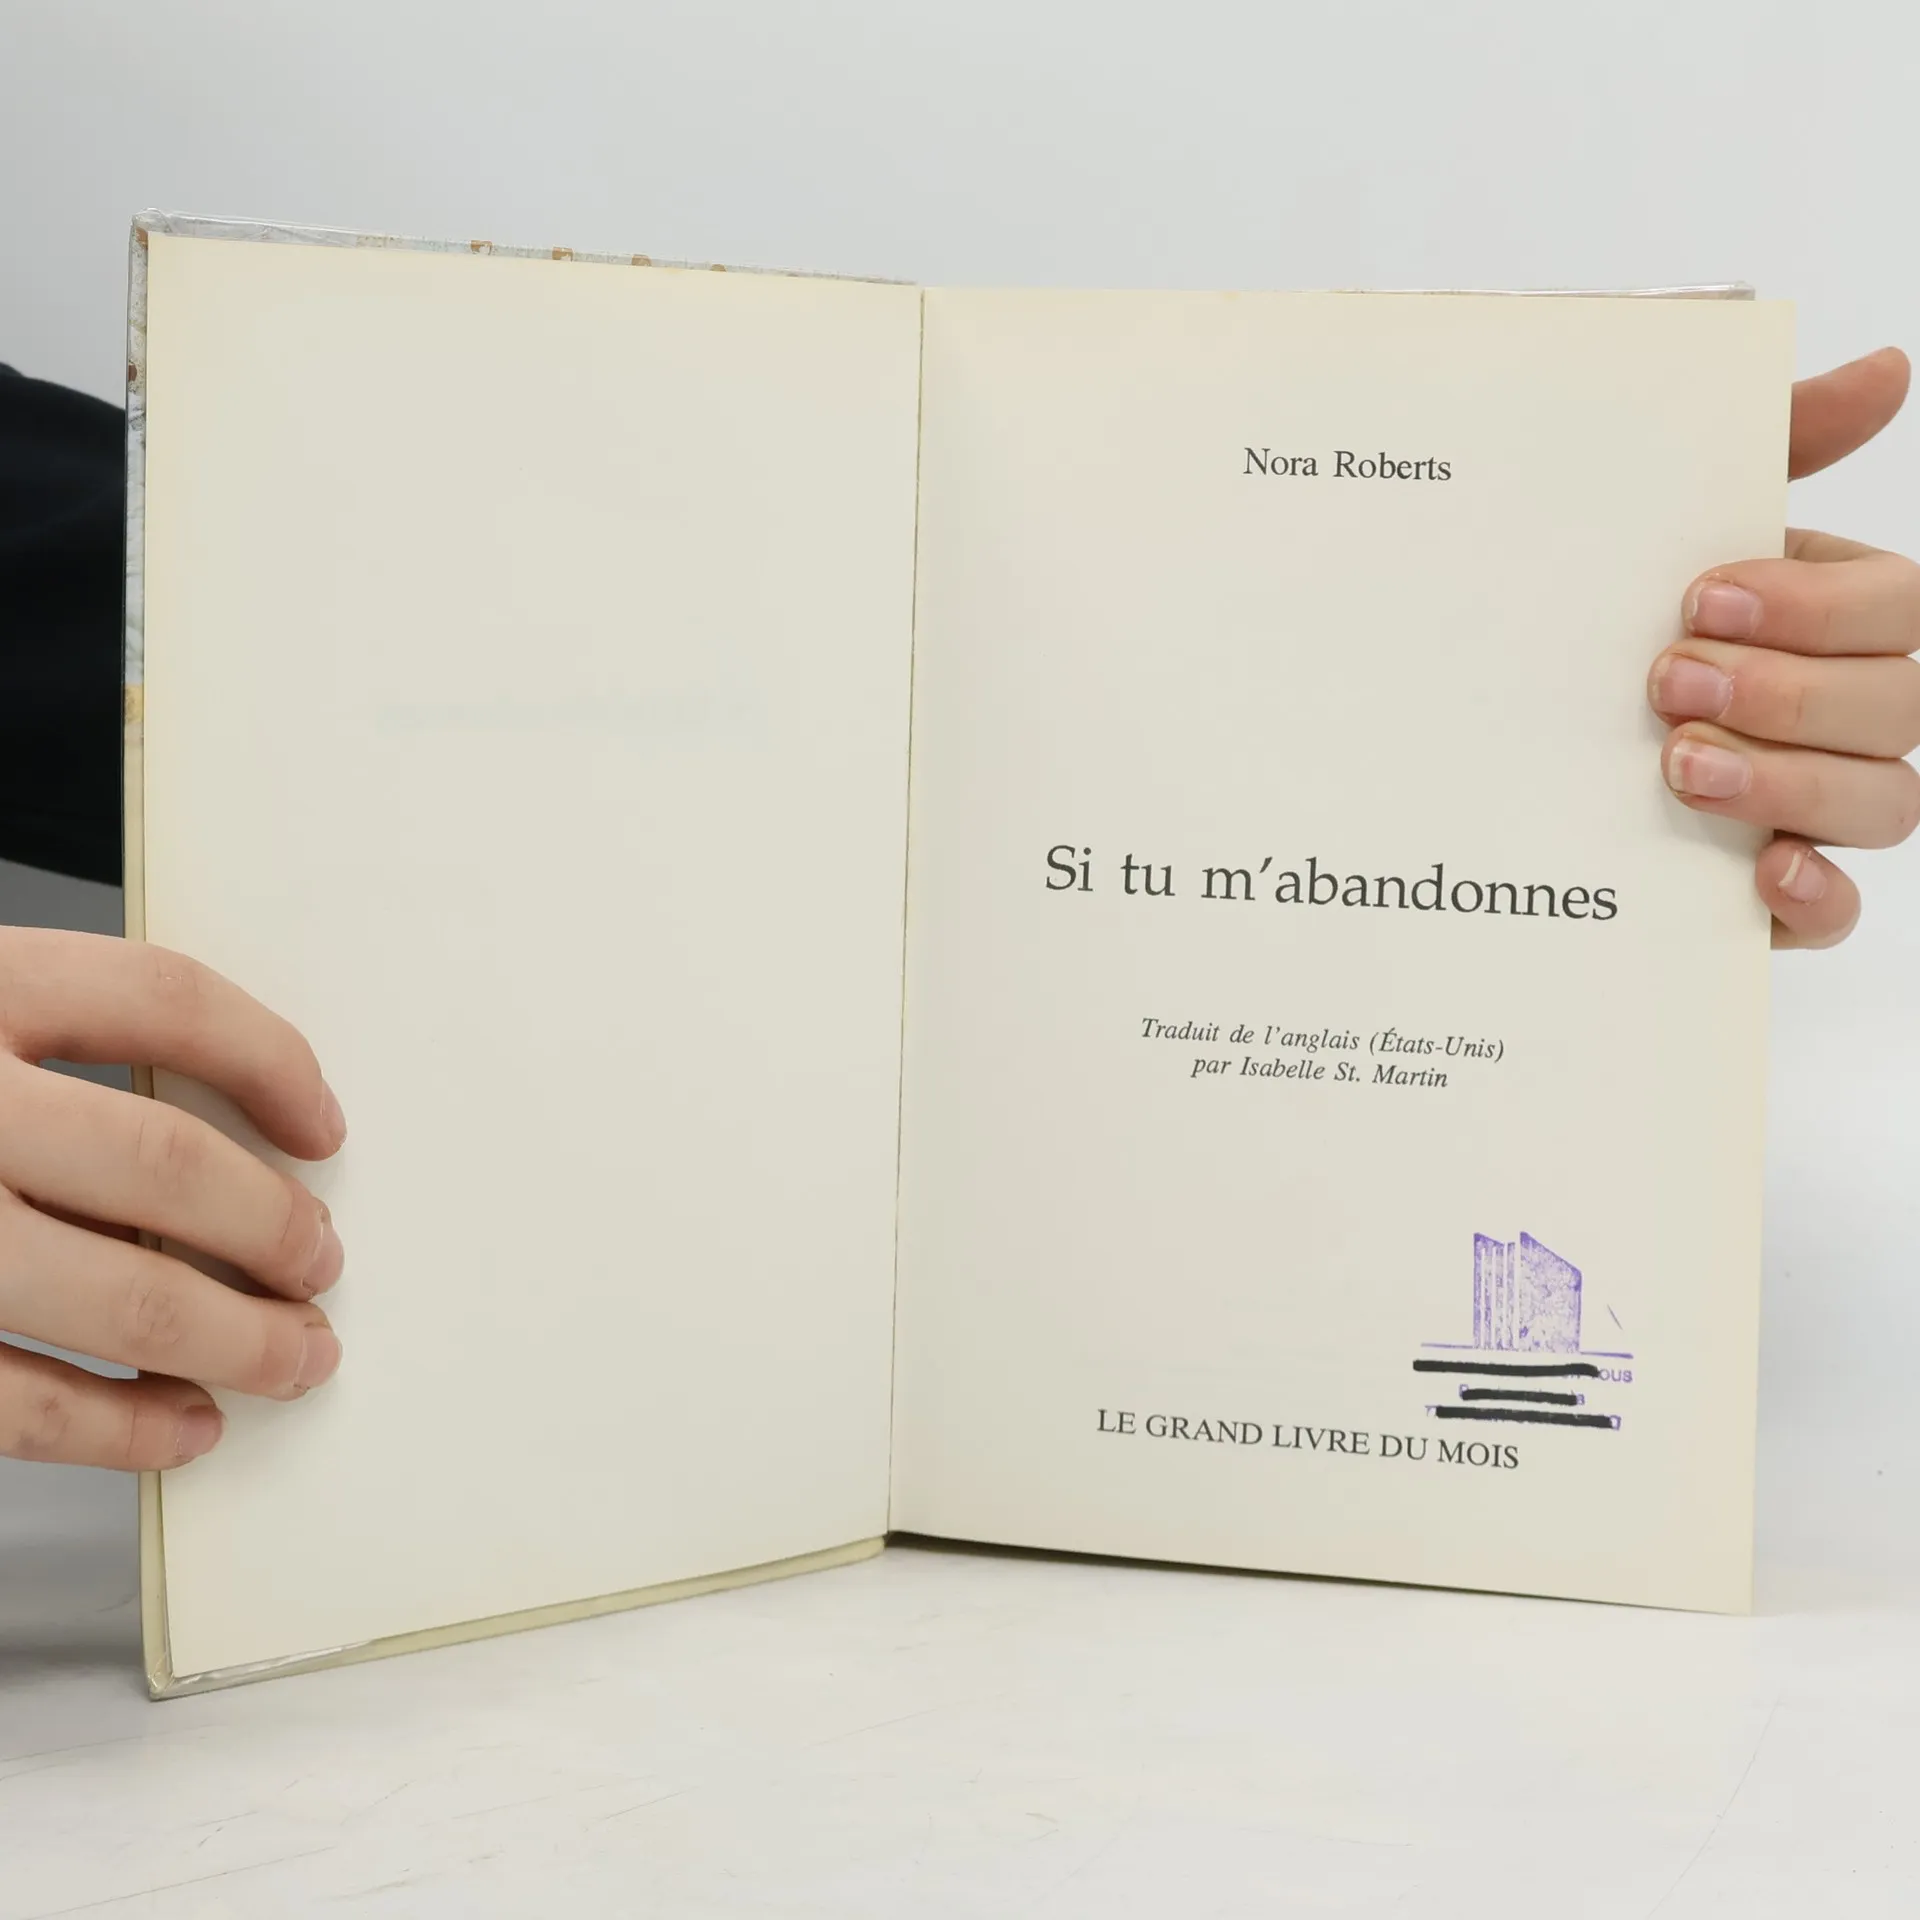 Nora Roberts
Si tu m'abandonnes
Traduit de l'anglais (États-Unis)
par Isabelle St. Martin
LE GRAND LIVRE DU MOIS